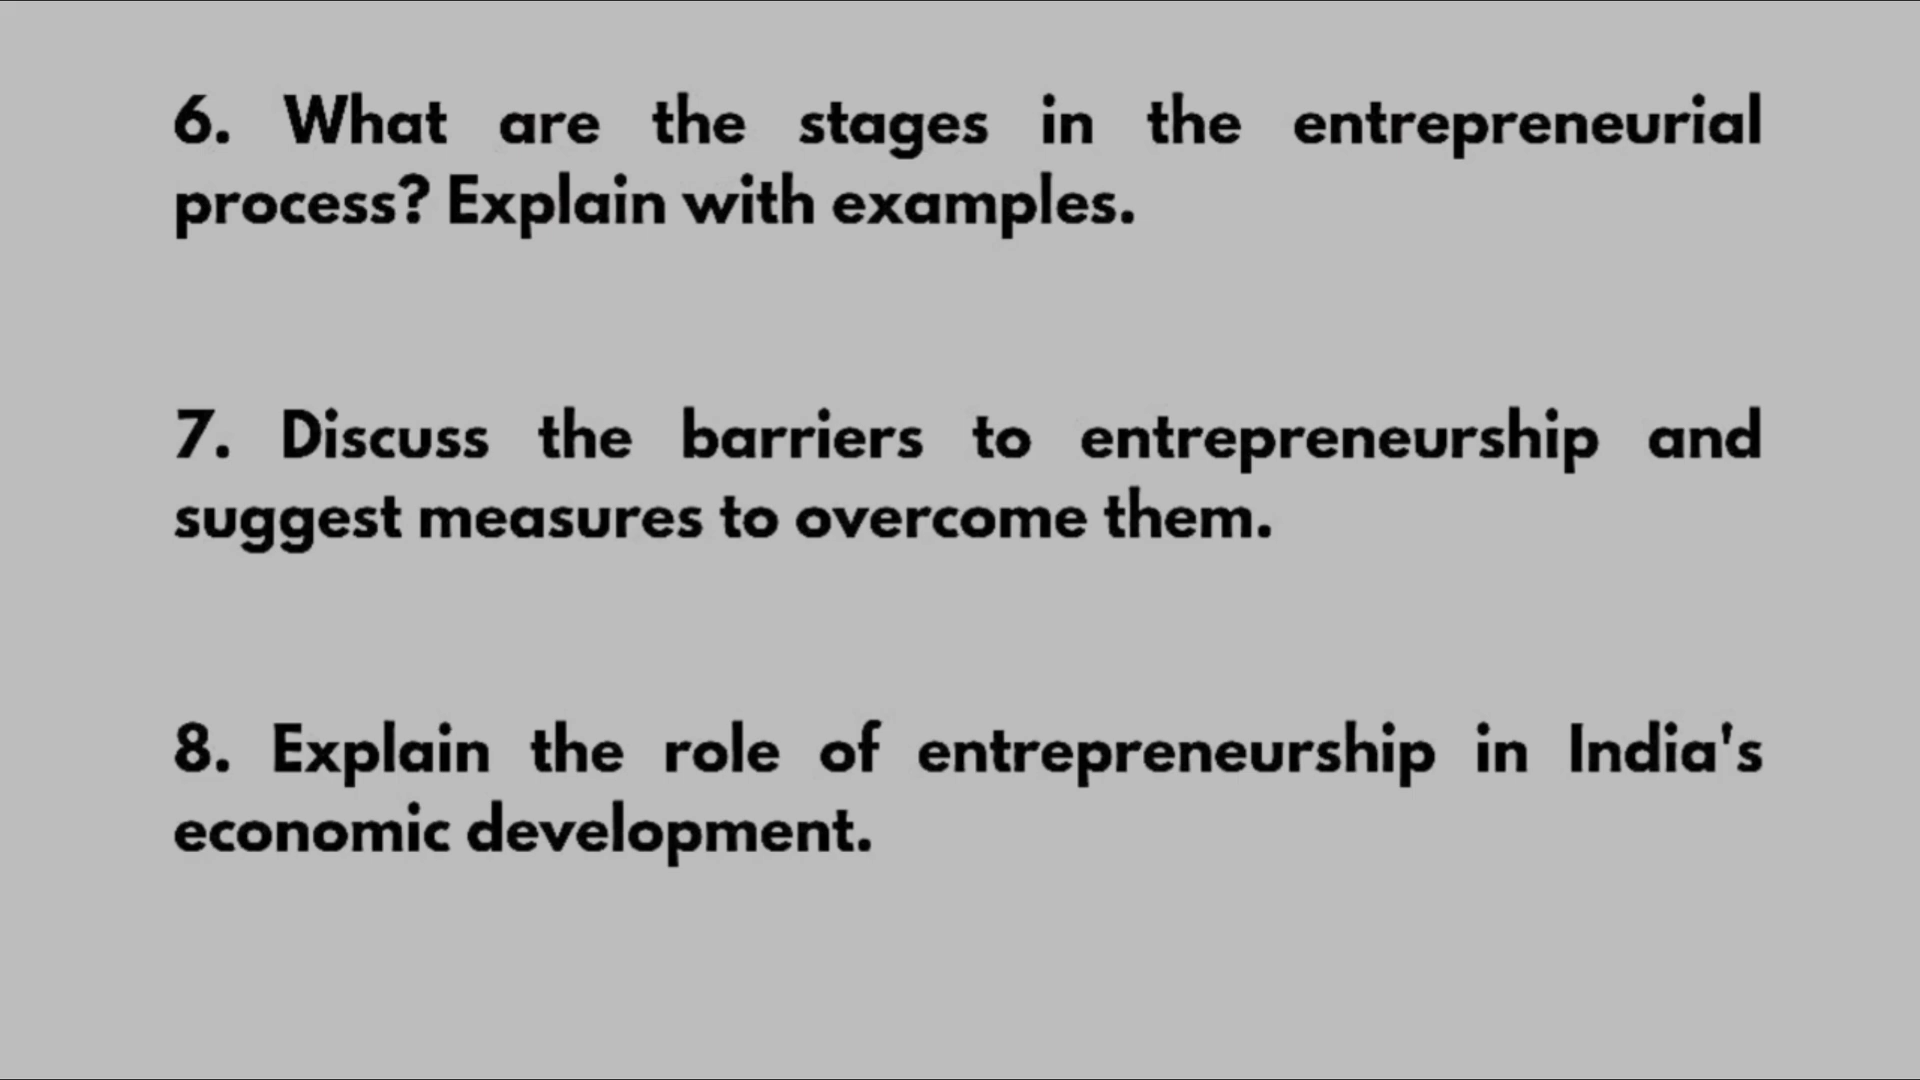 6. What are the stages in the entrepreneurial
process? Explain with examples.
7. Discuss the barriers to entrepreneurship and
suggest measures to overcome them.
8. Explain the role of entrepreneurship in India's
economic development.